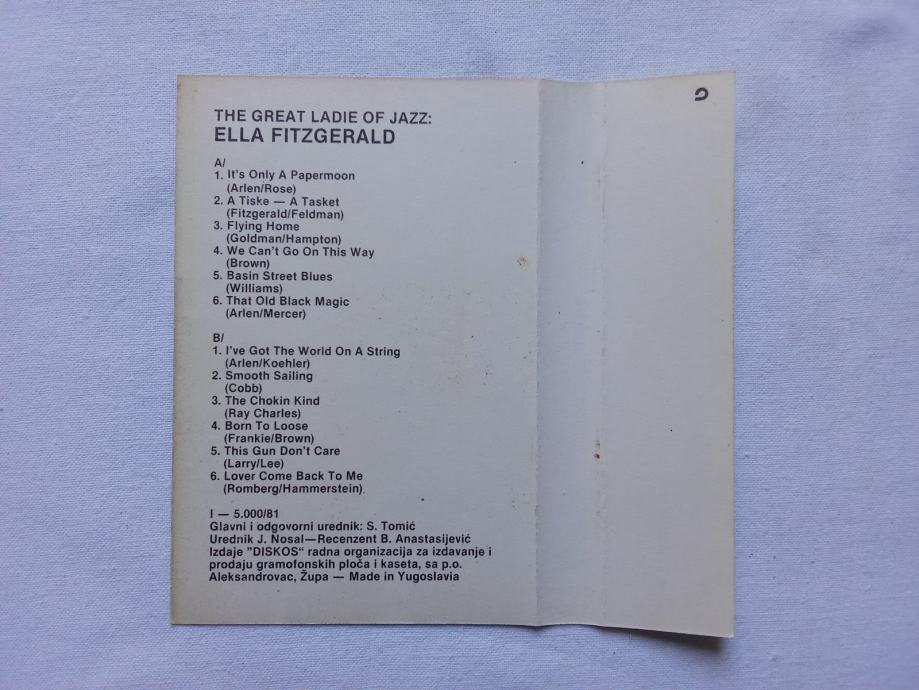 THE GREAT LADIE OF JAZZ:
ELLA FITZGERALD
A/
1. It's Only A Papermoon
(Arlen/Rose)
2. A Tiske — A Tasket
(Fitzgerald/Feldman)
3. Flying Home
(Goldman/Hampton)
4. We Can't Go On This Way
(Brown)
5. Basin Street Blues
(Williams)
6. That Old Black Magic
(Arlen/Mercer)
B/
1. I've Got The World On A String
(Arlen/Koehler)
2. Smooth Sailing
(Cobb)
3. The Chokin Kind
(Ray Charles)
4. Born To Loose
(Frankie/Brown)
5. This Gun Don't Care
(Larry/Lee)
6. Lover Come Back To Me
(Romberg/Hammerstein)
I — 5.000/81
Glavni i odgovorni urednik: S. Tomić
Urednik J. Nosal—Recenzent B. Anastasijević
Izdaje "DISKOS“ radna organizacija za izdavanje i
prodaju gramofonskih ploča i kaseta, sa p.o.
Aleksandrovac, Župa — Made in Yugoslavia